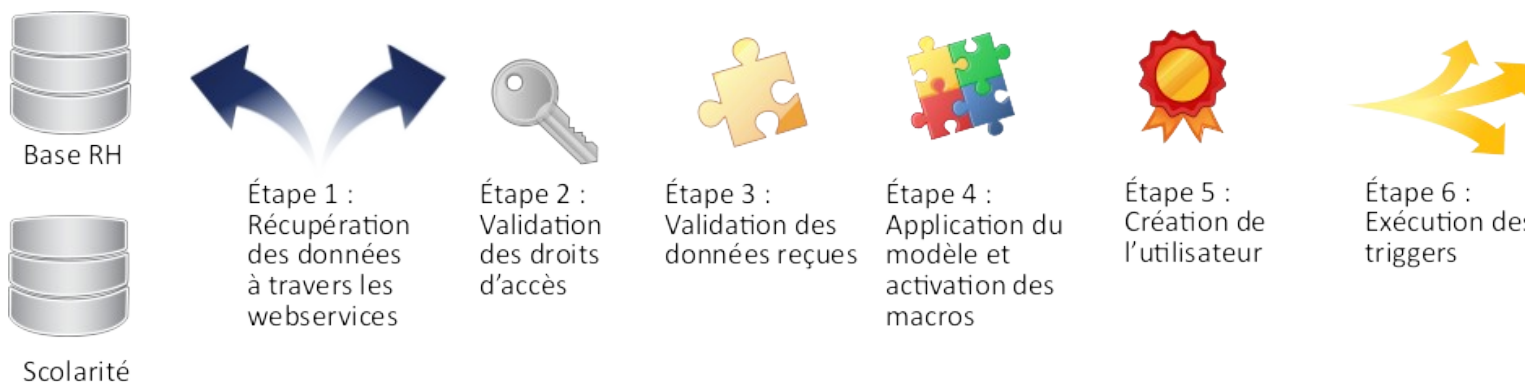 Base RH
Scolarité
Étape 1 :
Récupération
des données
à travers les
webservices
Étape 2 :
Validation
des droits
d’accès
Étape 3 :
Validation des
données reçues
Étape 4 :
Application du
modèle et
activation des
macros
Étape 5 :
Création de
l’utilisateur
Étape 6 :
Exécution des
triggers